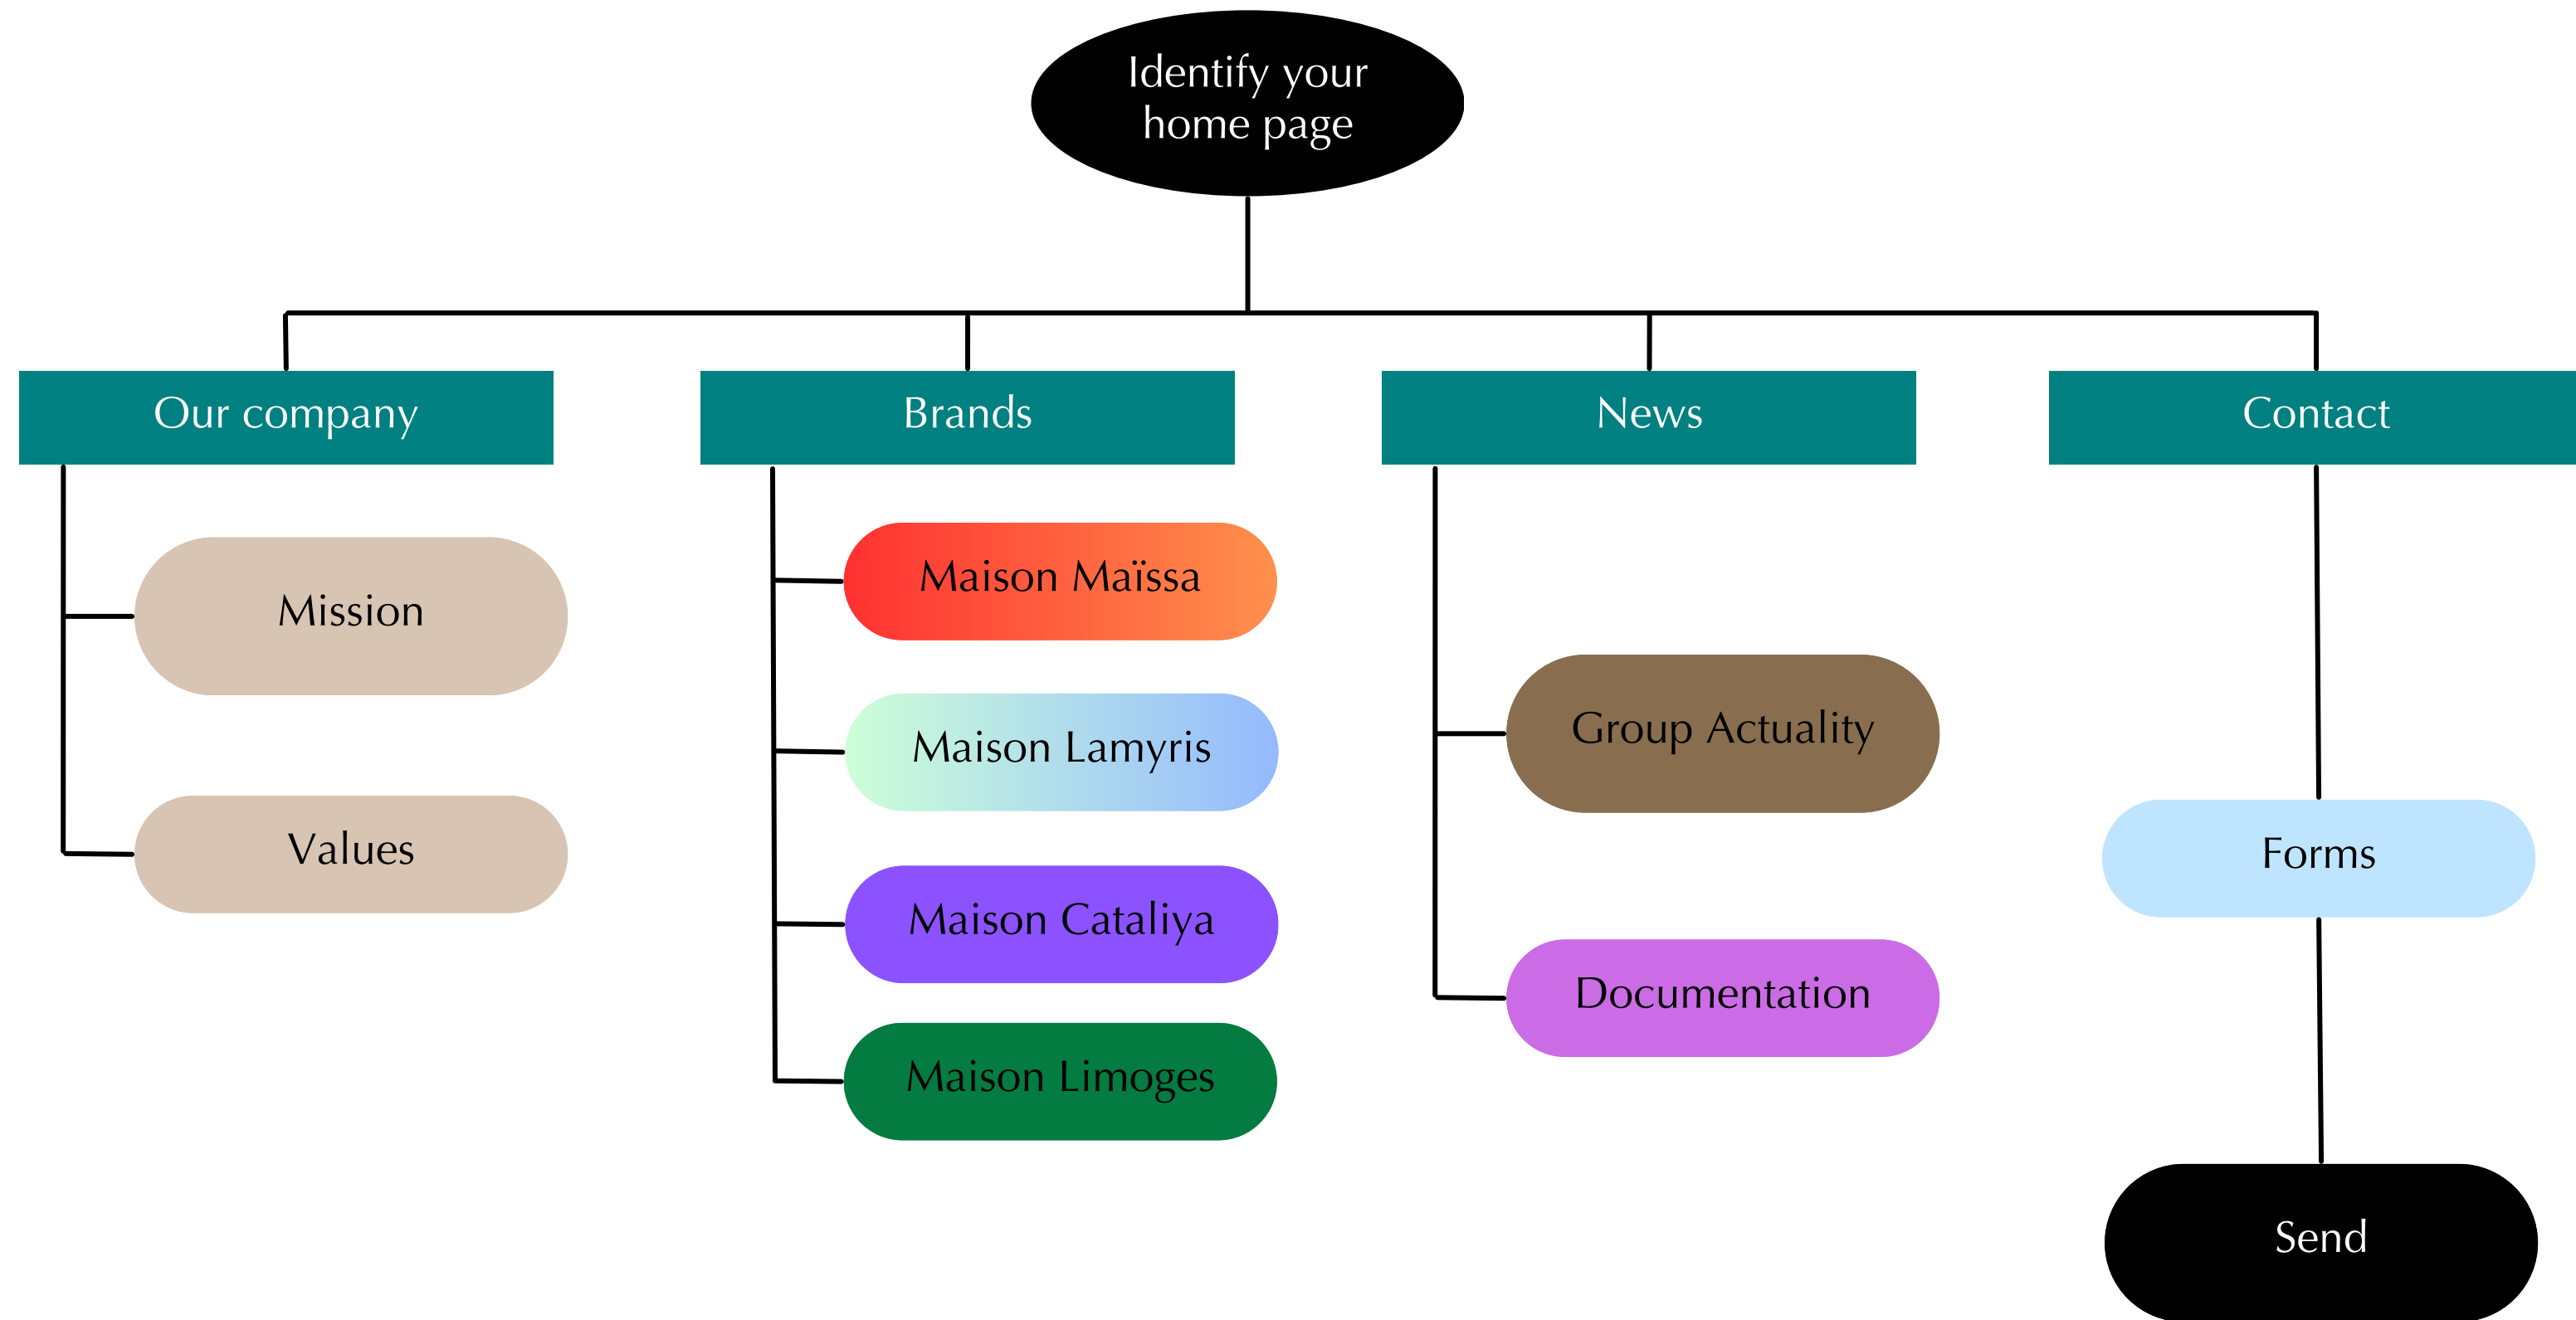 Identify your
home page
Our company
Brands
News
Contact
Mission
Values
Maison Maïssa
Maison Lamyris
Maison Cataliya
Maison Limoges
Group Actuality
Documentation
Forms
Send